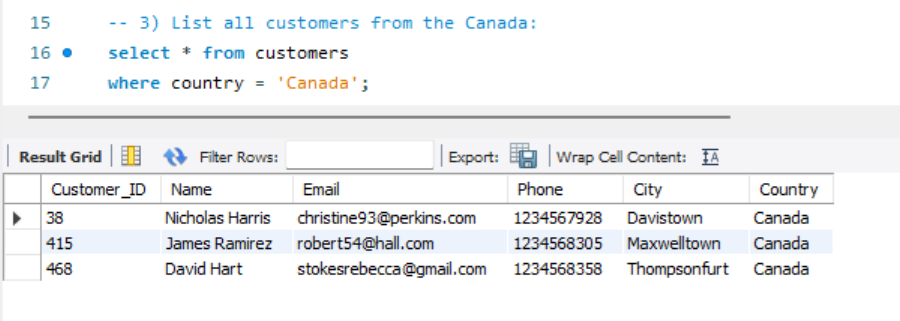 15 -- 3) List all customers from the Canada:
16 select * from customers
17 where country = 'Canada';
Result Grid Filter Rows: Export: Wrap Cell Content: IA
Customer_ID Name Email Phone City Country
38 Nicholas Harris christine93@perkins.com 1234567928 Davistown Canada
415 James Ramirez robert54@hall.com 1234568305 Maxwelltown Canada
468 David Hart stokesrebecca@gmail.com 1234568358 Thompsonfurt Canada